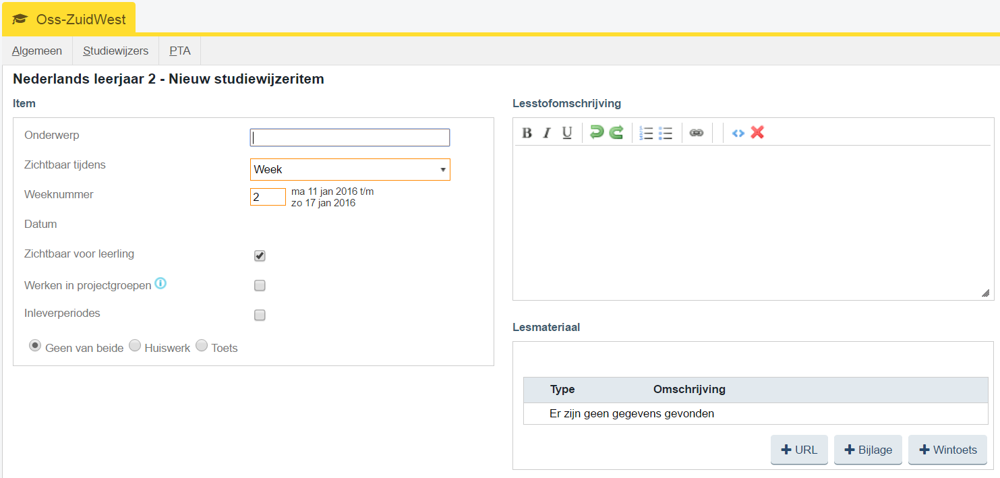 Oss-ZuidWest
Algemeen Studiewijzers PTA
Nederlands leerjaar 2 - Nieuw studiewijzeritem
Item
Onderwerp
Zichtbaar tijdens Week
Weeknummer 2 ma 11 jan 2016 t/m
zo 17 jan 2016
Datum
Zichtbaar voor leerling
Werken in projectgroepen
Inleverperiodes
Geen van beide Huiswerk Toets
Lesstofomschrijving
B I U
Lesmateriaal
Type Omschrijving
Er zijn geen gegevens gevonden
URL Bijlage Wintoets